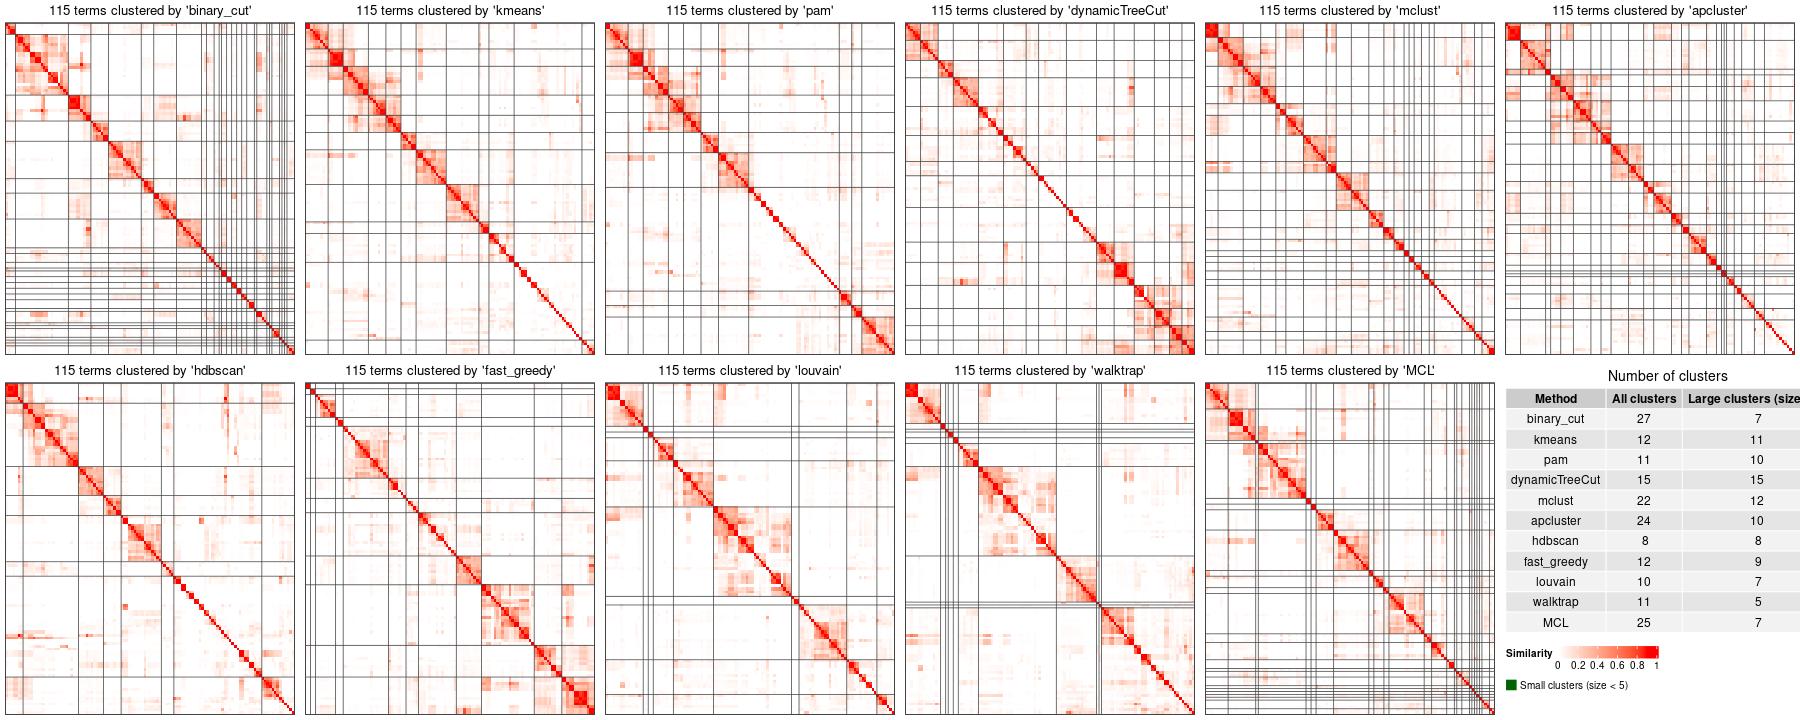 115 terms clustered by 'binary_cut'
115 terms clustered by 'kmeans'
115 terms clustered by 'pam'
115 terms clustered by 'dynamicTreeCut'
115 terms clustered by 'mclust'
115 terms clustered by 'apcluster'
115 terms clustered by 'hdbscan'
115 terms clustered by 'fast_greedy'
115 terms clustered by 'louvain'
115 terms clustered by 'walktrap'
115 terms clustered by 'MCL'
Number of clusters
Method All clusters Large clusters (size
binary_cut 27 7
kmeans 12 11
pam 11 10
dynamicTreeCut 15 15
mclust 22 12
apcluster 24 10
hdbscan 8 8
fast_greedy 12 9
louvain 10 7
walktrap 11 5
MCL 25 7
Similarity
0 0.2 0.4 0.6 0.8 1
Small clusters (size < 5)